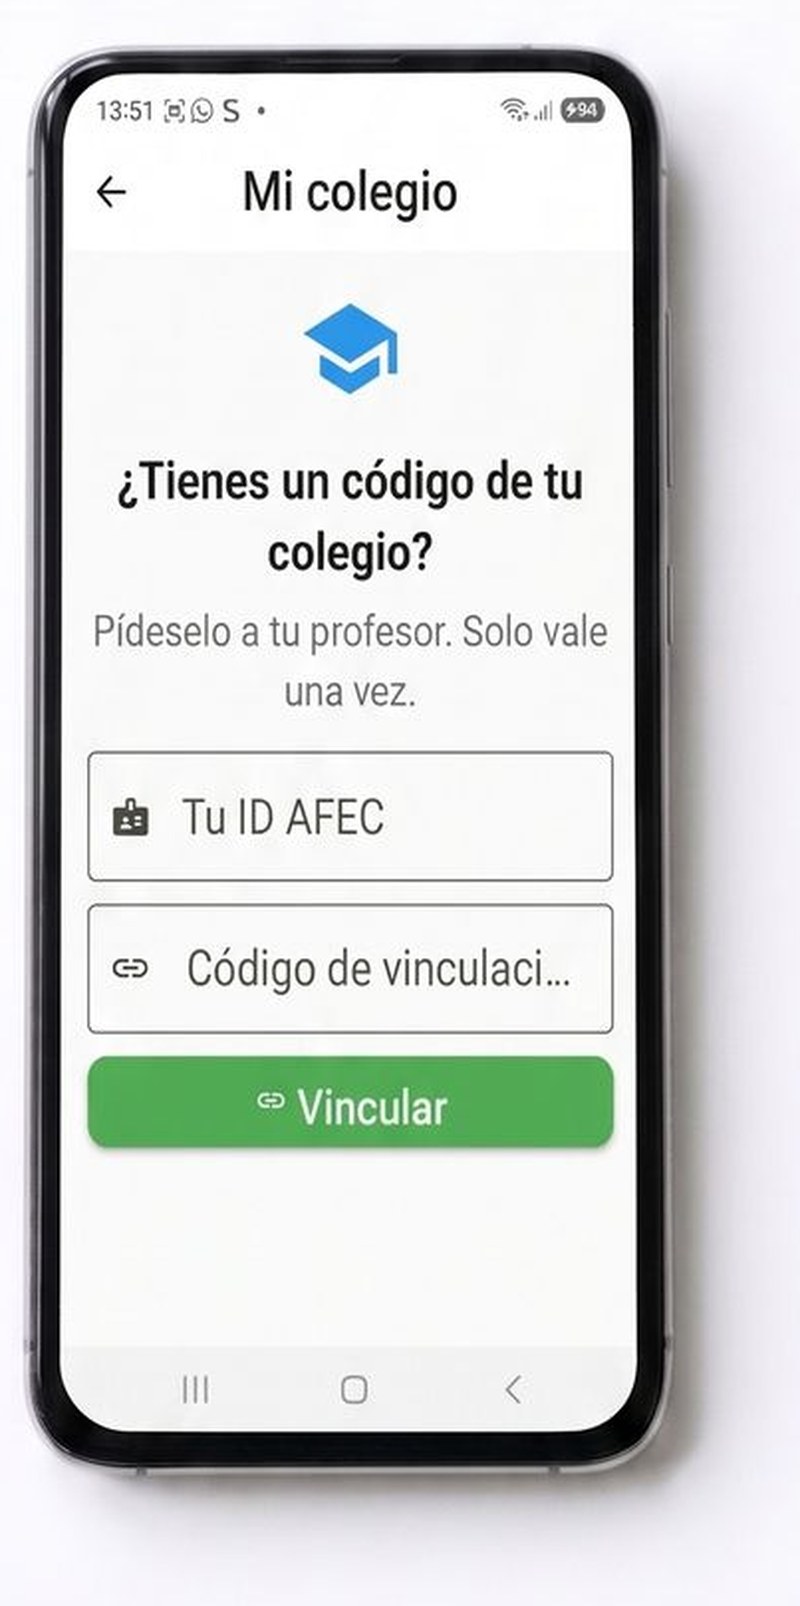 13:51 S
94
Mi colegio
¿Tienes un código de tu
colegio?
Pídeselo a tu profesor. Solo vale
una vez.
Tu ID AFEC
Código de vinculaci...
Vincular